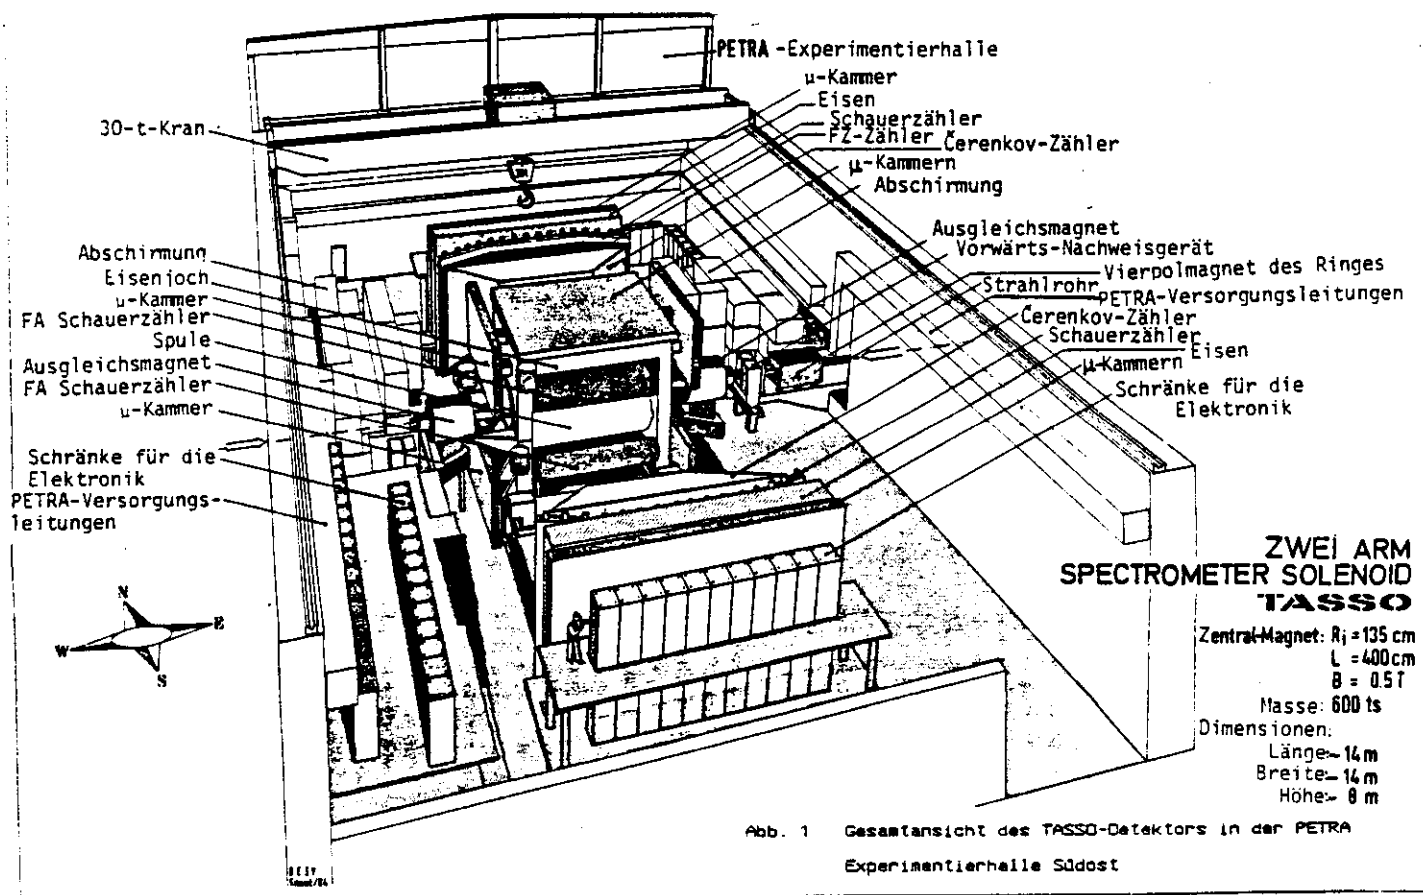 PETRA -Experimentierhalle
µ-Kammer
Eisen
Schauerzähler
FZ-Zähler
Čerenkov-Zähler
µ-Kammern
Abschirmung
30-t-Kran
Ausgleichsmagnet
Vorwärts-Nachweisgerät
Vierpolmagnet des Ringes
Strahlrohr
PETRA-Versorgungsleitungen
Čerenkov-Zähler
Schauerzähler
Eisen
µ-Kammern
Schränke für die
Elektronik
Abschirmung
Eisenjoch
µ-Kammer
FA Schauerzähler
Spule
Ausgleichsmagnet
FA Schauerzähler
µ-Kammer
Schränke für die
Elektronik
PETRA-Versorgungs-
leitungen
N
E
W
S
ZWEI ARM
SPECTROMETER SOLENOID
TASSO
Zentral-Magnet: Ri = 135 cm
L = 400 cm
B = 0.5 T
Masse: 600 ts
Dimensionen:
Länge:~ 14 m
Breite:~ 14 m
Höhe:~ 8 m
Abb. 1 Gesamtansicht des TASSO-Detektors in der PETRA
Experimentierhalle Südost
DESY